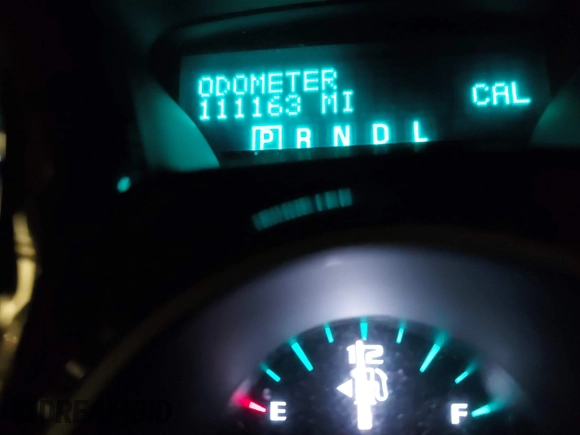 ODOMETER
111163 MI
CAL
P R N D L
1/2
E F